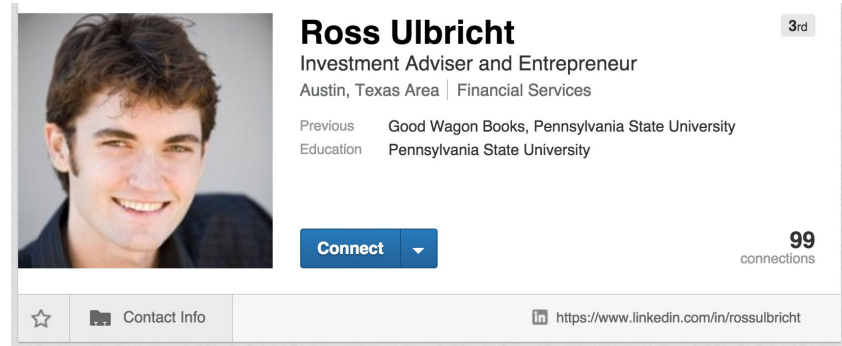 Ross Ulbricht
3rd
Investment Adviser and Entrepreneur
Austin, Texas Area | Financial Services
Previous Good Wagon Books, Pennsylvania State University
Education Pennsylvania State University
Connect
99
connections
Contact Info
in https://www.linkedin.com/in/rossulbricht